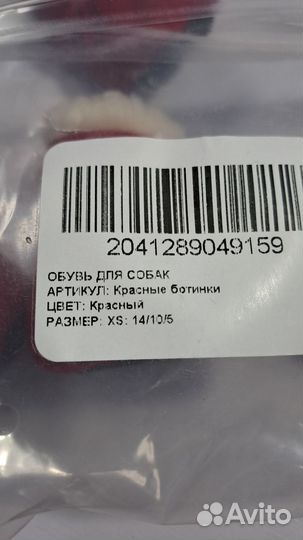 2041289049159
ОБУВЬ ДЛЯ СОБАК
АРТИКУЛ: Красные ботинки
ЦВЕТ: Красный
РАЗМЕР: XS: 14/10/5
Avito